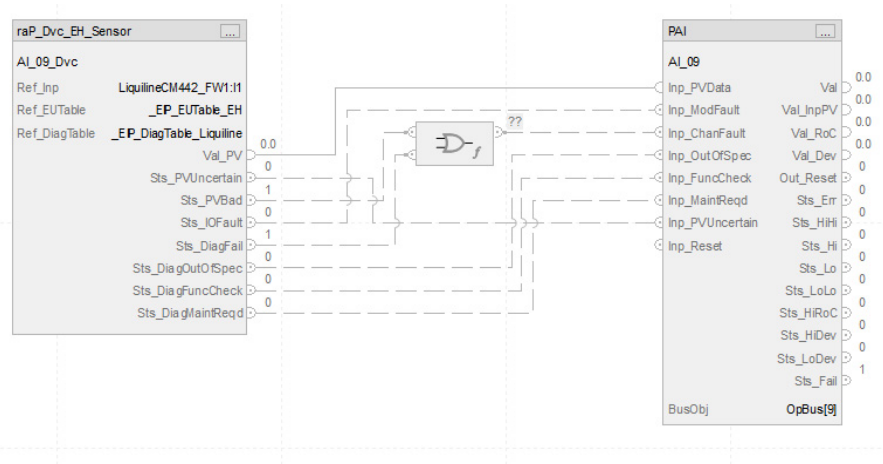 raP_Dvc_EH_Sensor ...
AI_09_Dvc
Ref_Inp LiquilineCM442_FW1:I1
Ref_EUTable _EIP_EUTable_EH
Ref_DiagTable _EIP_DiagTable_Liquiline
Val_PV 0.0
Sts_PVUncertain 0
Sts_PVBad 1
Sts_IOFault 0
Sts_DiagFail 1
Sts_DiagOutOfSpec 0
Sts_DiagFuncCheck 0
Sts_DiagMaintReqd 0
f
??
PAI ...
AI_09
Inp_PVData Val 0.0
Inp_ModFault Val_InpPV 0.0
Inp_ChanFault Val_RoC 0.0
Inp_OutOfSpec Val_Dev 0.0
Inp_FuncCheck Out_Reset 0
Inp_MaintReqd Sts_Err 0
Inp_PVUncertain Sts_HiHi 0
Inp_Reset Sts_Hi 0
Sts_Lo 0
Sts_LoLo 0
Sts_HiRoC 0
Sts_HiDev 0
Sts_LoDev 0
Sts_Fail 1
BusObj OpBus[9]